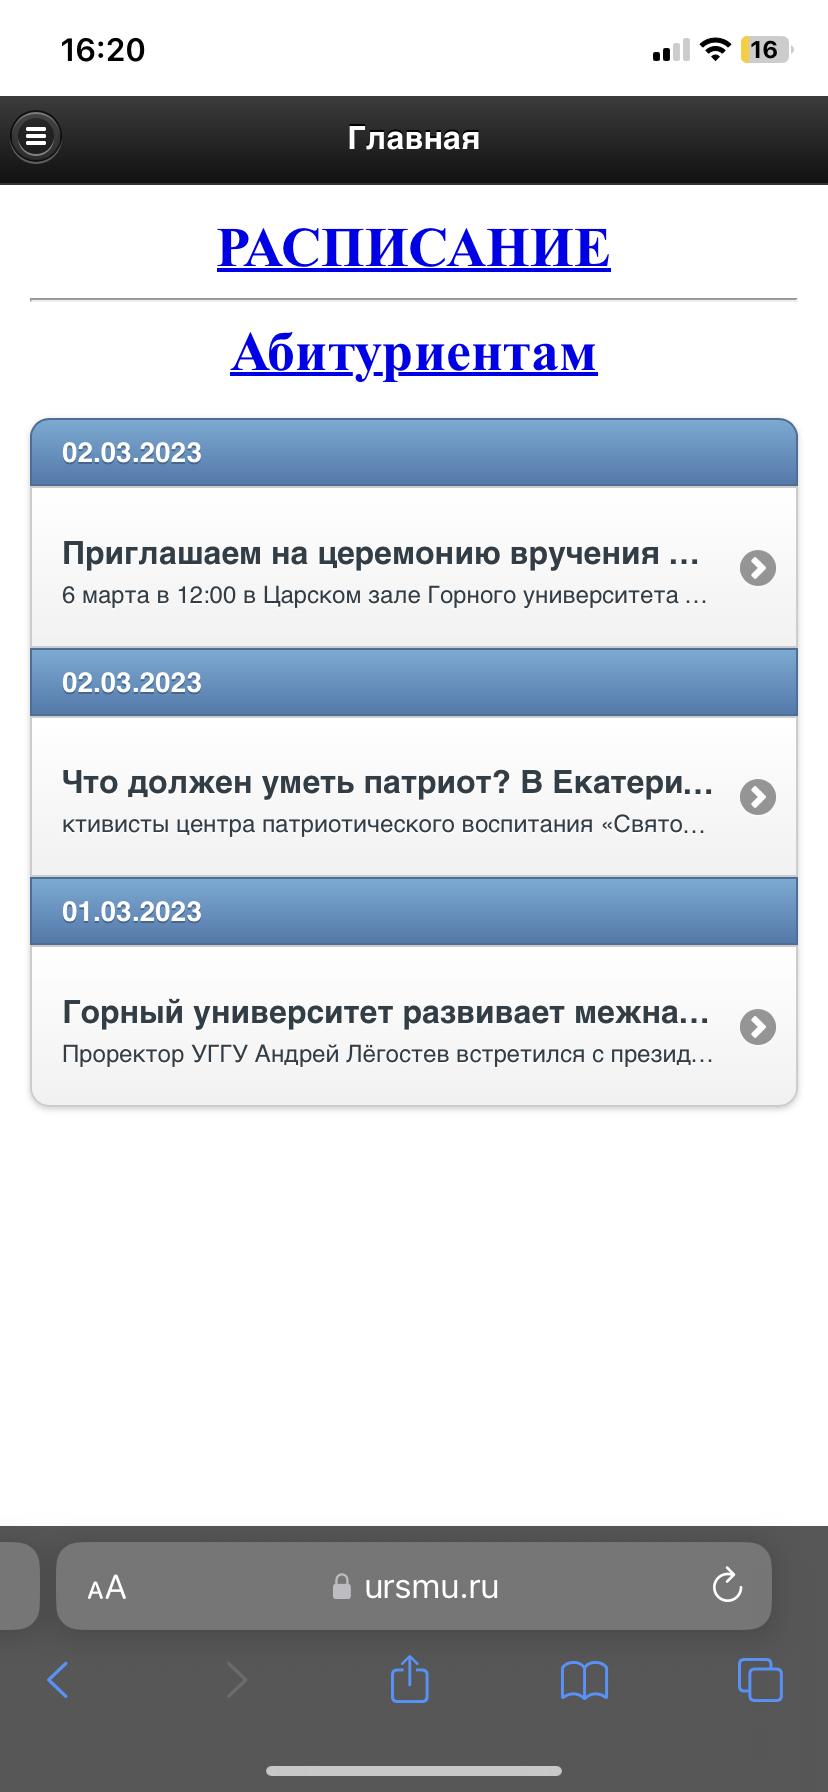 16:20
16
Главная
РАСПИСАНИЕ
Абитуриентам
02.03.2023
Приглашаем на церемонию вручения ...
6 марта в 12:00 в Царском зале Горного университета ...
02.03.2023
Что должен уметь патриот? В Екатери...
ктивисты центра патриотического воспитания «Свято...
01.03.2023
Горный университет развивает межна...
Проректор УГГУ Андрей Лёгостев встретился с презид...
AA
ursmu.ru